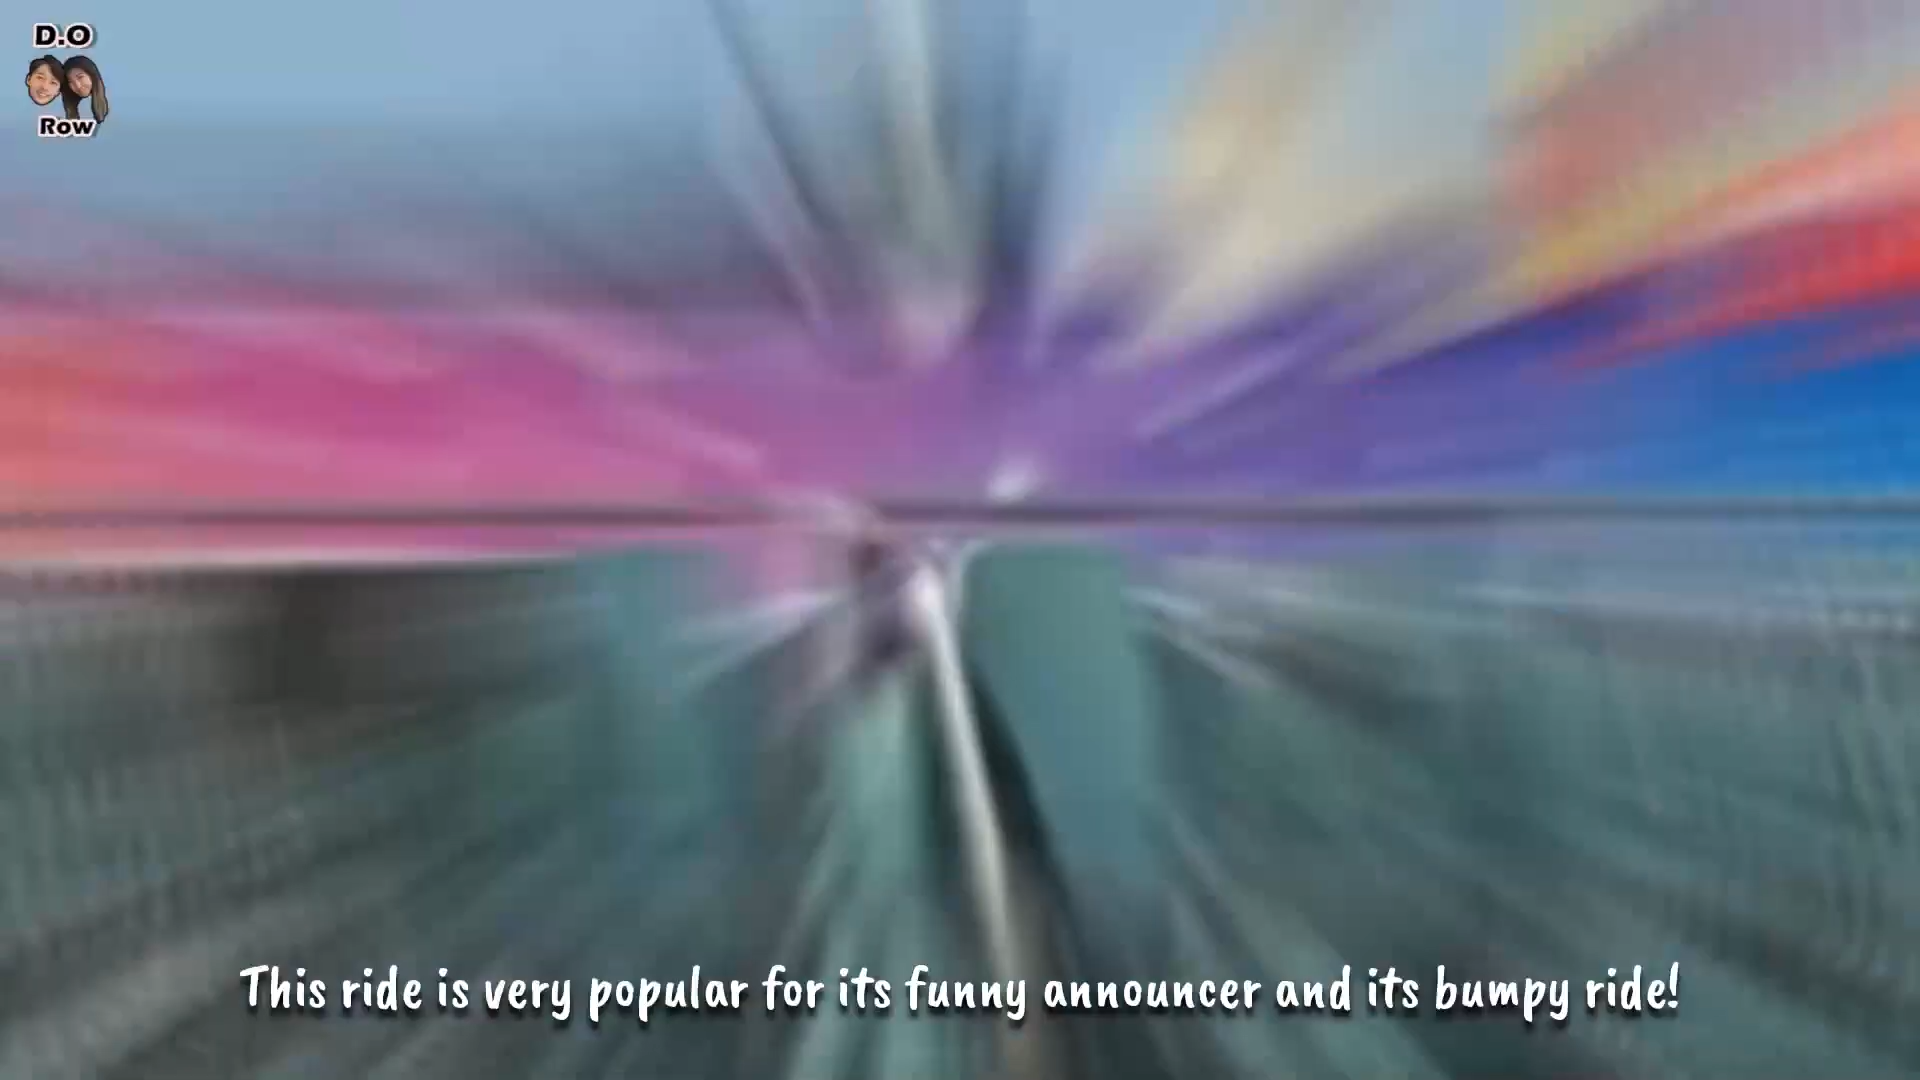 D.O
Row
This ride is very popular for its funny announcer and its bumpy ride!